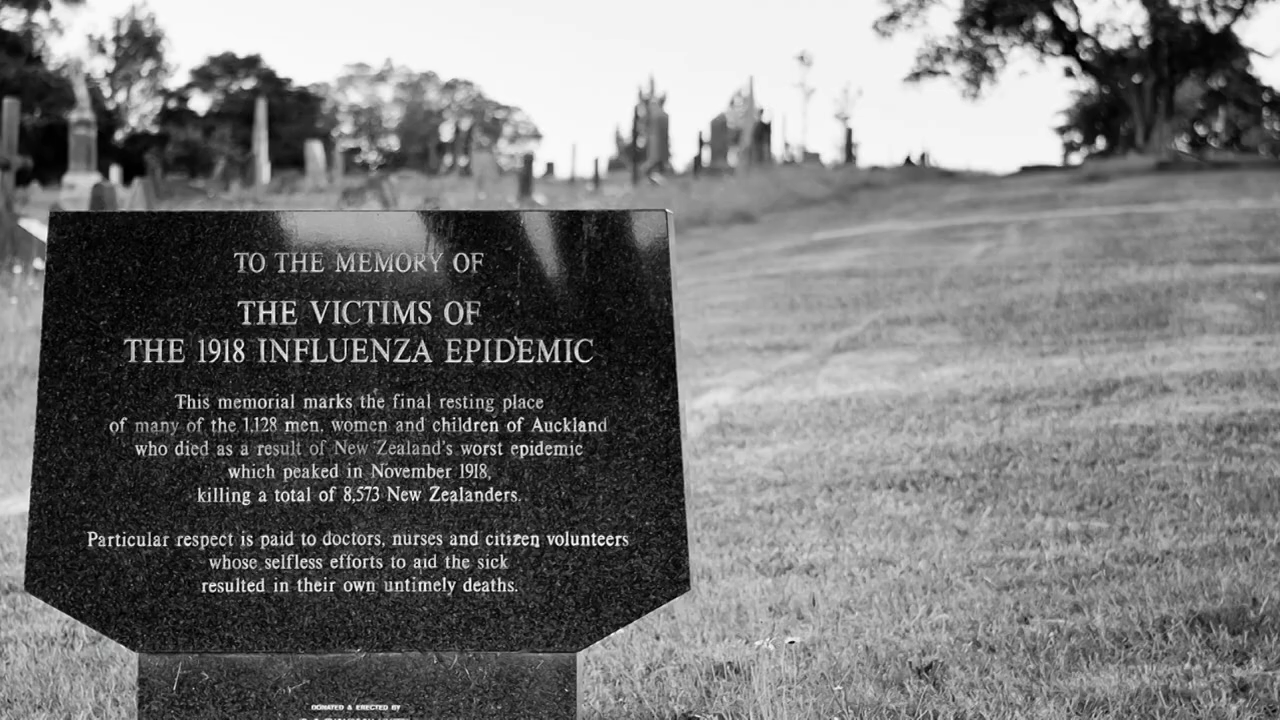 TO THE MEMORY OF
THE VICTIMS OF
THE 1918 INFLUENZA EPIDEMIC
This memorial marks the final resting place
of many of the 1,128 men, women and children of Auckland
who died as a result of New Zealand's worst epidemic
which peaked in November 1918,
killing a total of 8,573 New Zealanders.
Particular respect is paid to doctors, nurses and citizen volunteers
whose selfless efforts to aid the sick
resulted in their own untimely deaths.
DONATED & ERECTED BY